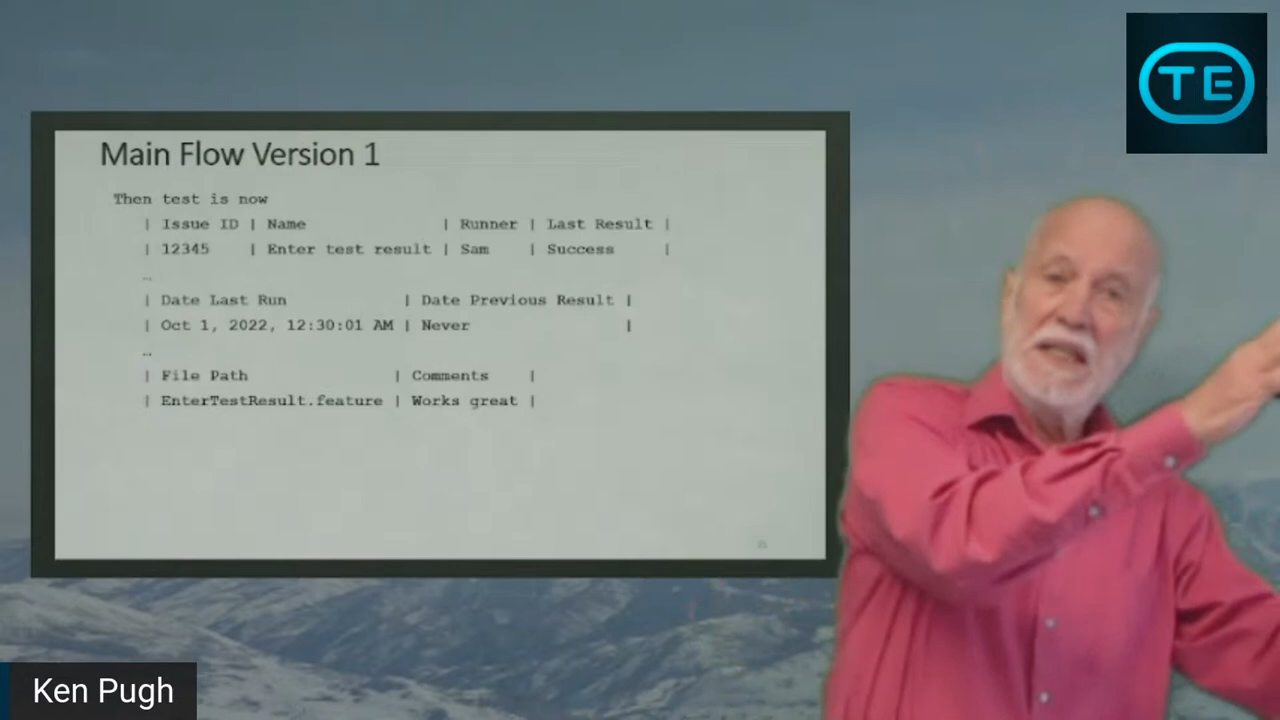 TE
Main Flow Version 1
Then test is now
| Issue ID | Name | Runner | Last Result |
| 12345 | Enter test result | Sam | Success |
…
| Date Last Run | Date Previous Result |
| Oct 1, 2022, 12:30:01 AM | Never |
…
| File Path | Comments |
| EnterTestResult.feature | Works great |
Ken Pugh